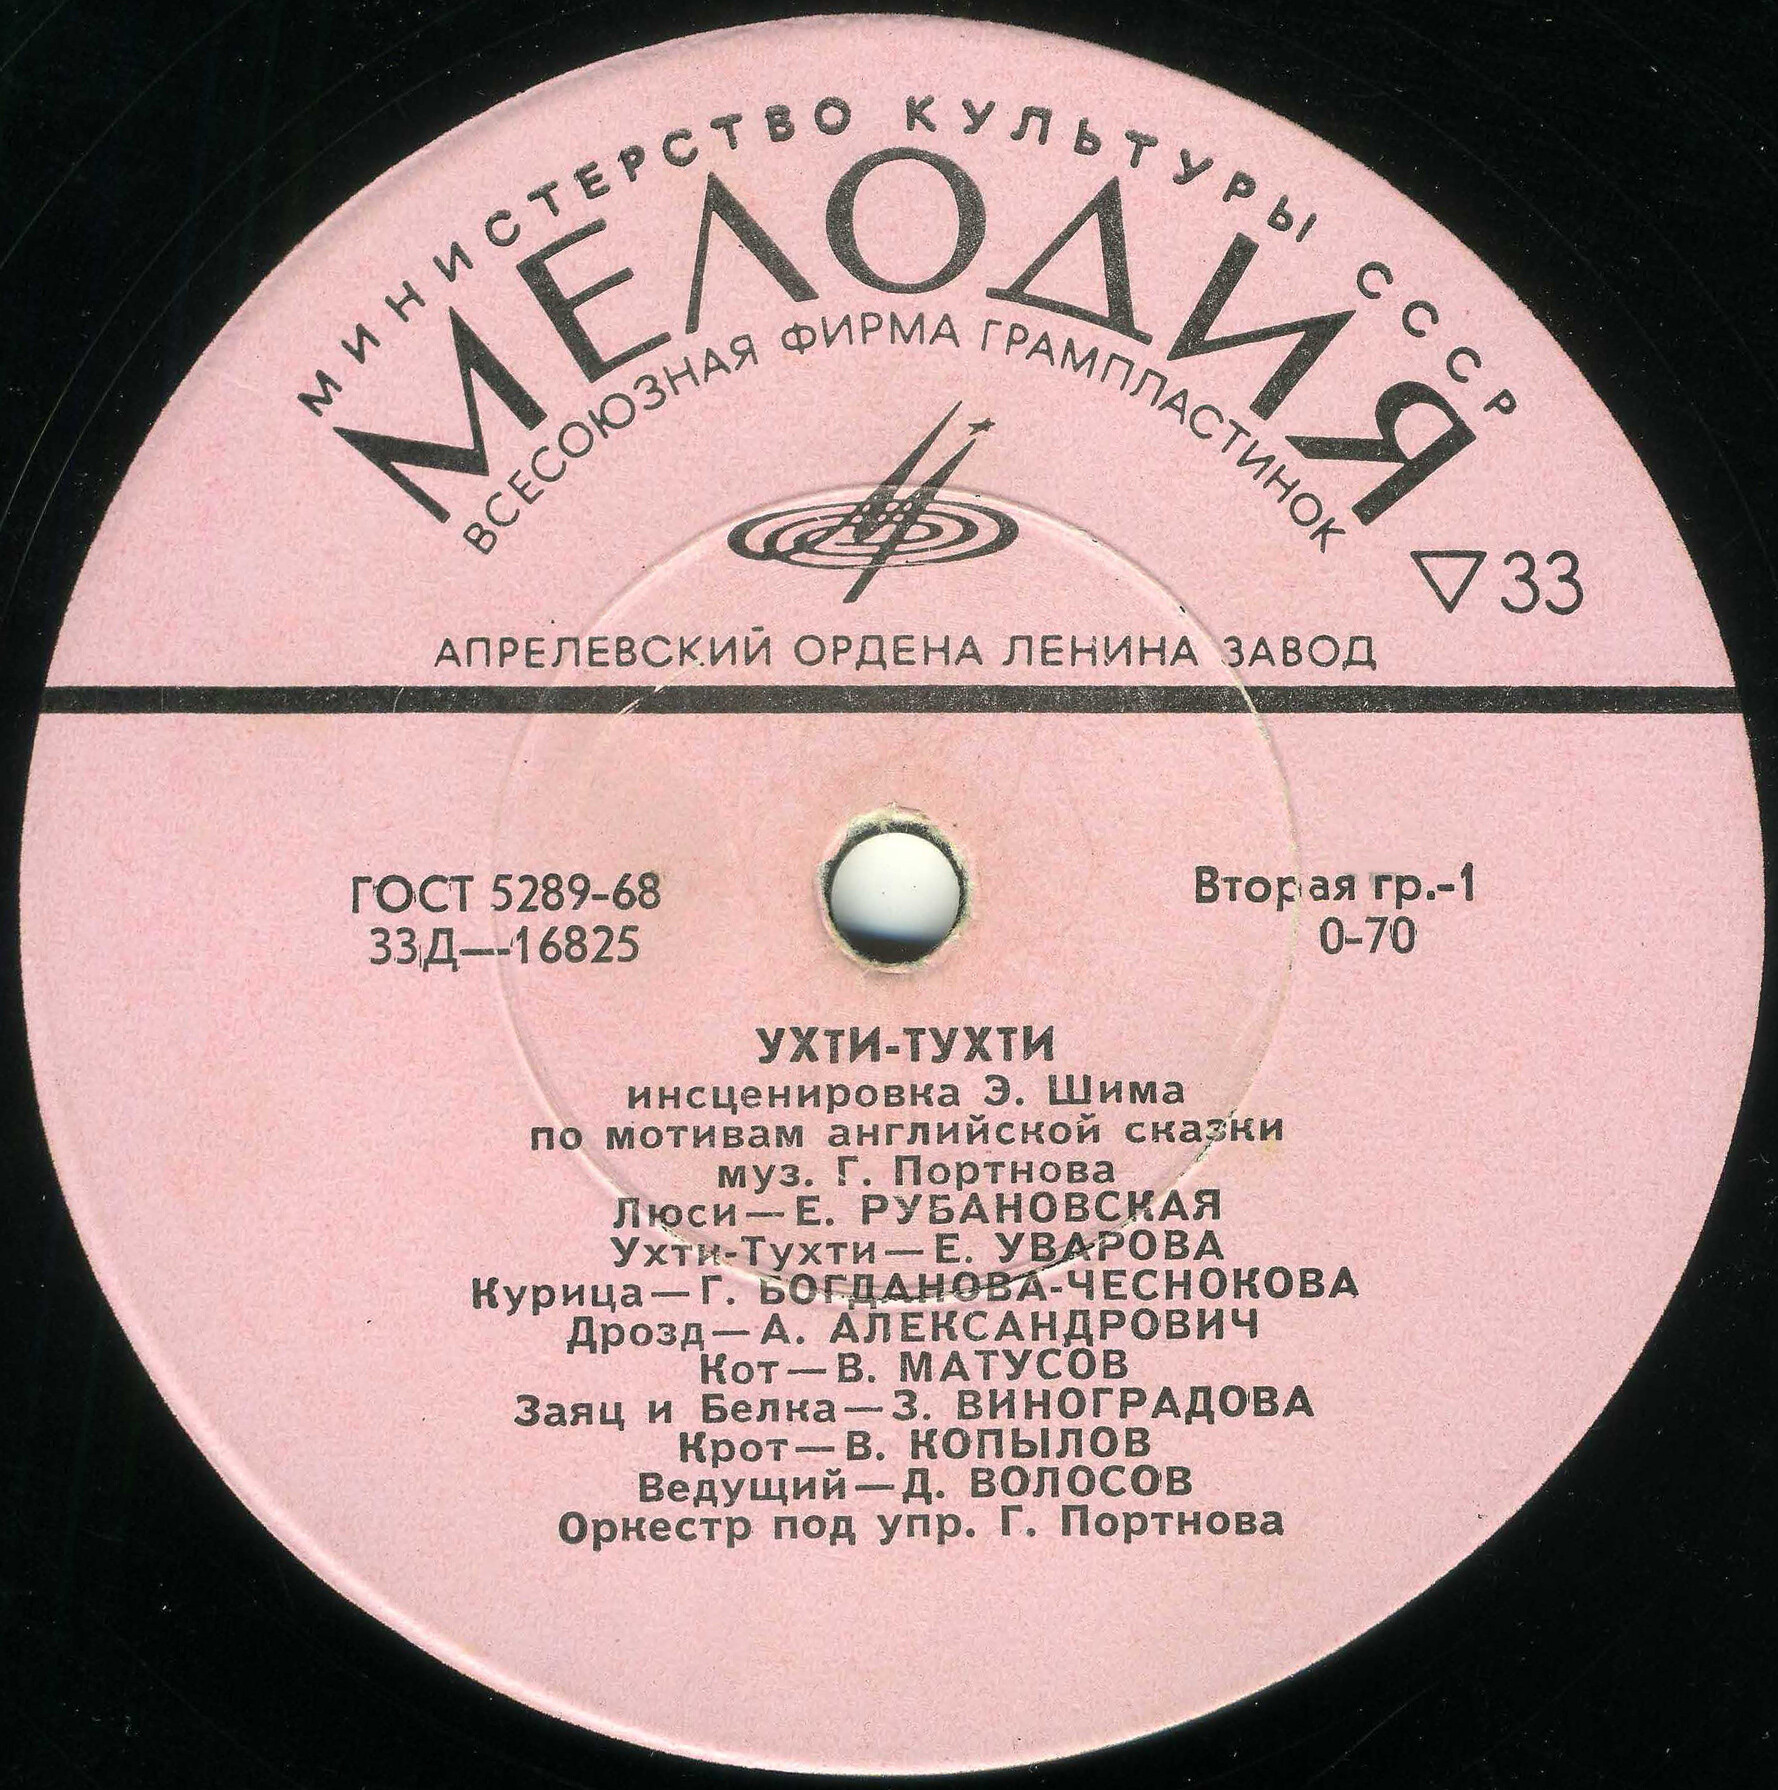 МИНИСТЕРСТВО КУЛЬТУРЫ СССР
МЕЛОДИЯ
ВСЕСОЮЗНАЯ ФИРМА ГРАМПЛАСТИНОК
▽33
АПРЕЛЕВСКИЙ ОРДЕНА ЛЕНИНА ЗАВОД
ГОСТ 5289-68
33Д—16825
Вторая гр.-1
0-70
УХТИ-ТУХТИ
инсценировка Э. Шима
по мотивам английской сказки
муз. Г. Портнова
Люси—Е. РУБАНОВСКАЯ
Ухти-Тухти—Е. УВАРОВА
Курица—Г. БОГДАНОВА-ЧЕСНОКОВА
Дрозд—А. АЛЕКСАНДРОВИЧ
Кот—В. МАТУСОВ
Заяц и Белка—З. ВИНОГРАДОВА
Крот—В. КОПЫЛОВ
Ведущий—Д. ВОЛОСОВ
Оркестр под упр. Г. Портнова